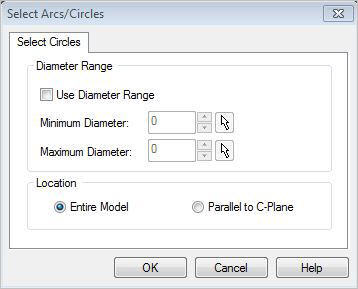 Select Arcs/Circles
Select Circles
Diameter Range
Use Diameter Range
Minimum Diameter: 0
Maximum Diameter: 0
Location
Entire Model Parallel to C-Plane
OK Cancel Help